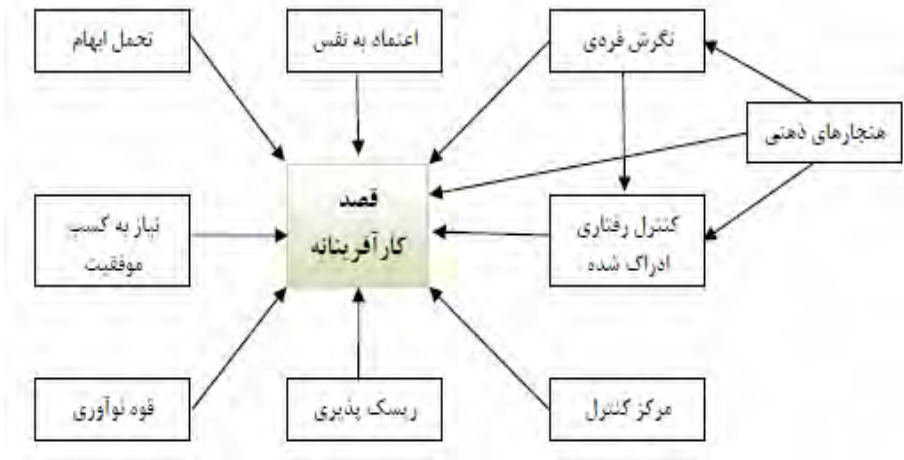 نگرش فردی
اعتماد به نفس
تحمل ابهام
هنجارهای ذهنی
قصد
کارآفرینانه
کنترل رفتاری
ادراک شده
نیاز به کسب
موفقیت
مرکز کنترل
ریسک پذیری
قوه نوآوری